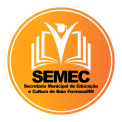 SEMEC
Secretaria Municipal de Educação
e Cultura de Baía Formosa/RN